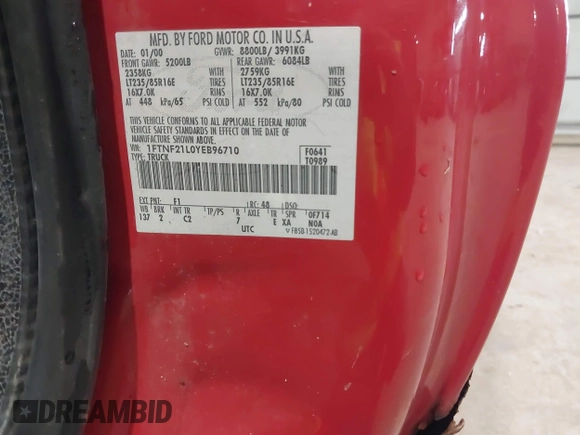 MFD. BY FORD MOTOR CO. IN U.S.A.
DATE: 01/00 GVWR: 8800LB/ 3991KG
FRONT GAWR: 5200LB REAR GAWR: 6084LB
2358KG WITH 2759KG WITH
LT235/85R16E TIRES LT235/85R16E TIRES
16X7.0K RIMS 16X7.0K RIMS
AT 448 kPa/65 PSI COLD AT 552 kPa/80 PSI COLD
THIS VEHICLE CONFORMS TO ALL APPLICABLE FEDERAL MOTOR
VEHICLE SAFETY STANDARDS IN EFFECT ON THE DATE OF
MANUFACTURE SHOWN ABOVE.
VIN: 1FTNF21L0YEB96710 F0641
TYPE: TRUCK T0989
EXT PNT: F1 RC: 48 DSO:
WB BRK INT TR TP/PS R AXLE TR SPR 0F714
137 2 C2 7 E XA N0A
UTC F85B-1520472-AB
DREAMBID